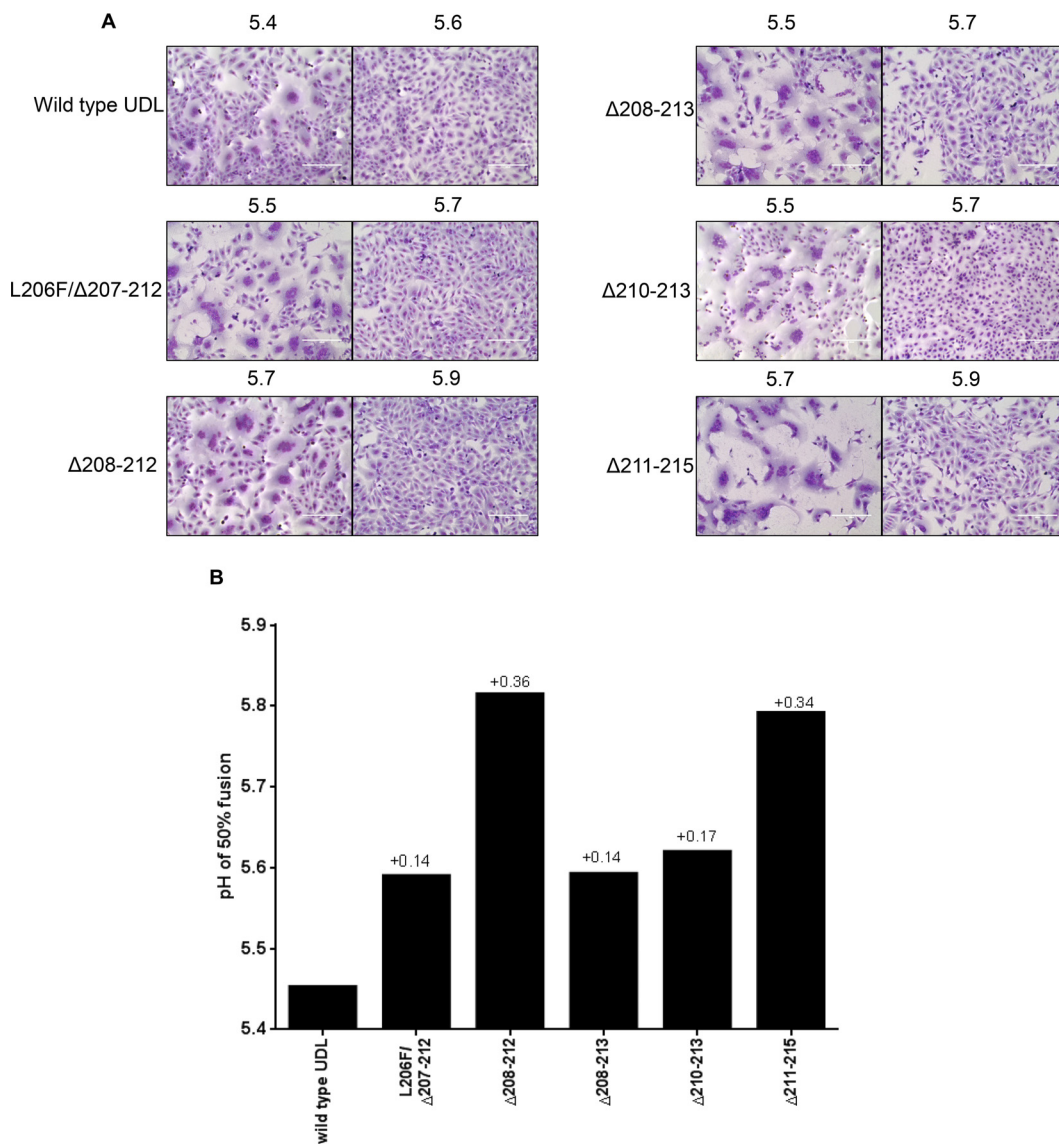 A
5.4 5.6 5.5 5.7
Wild type UDL Δ208-213
5.5 5.7 5.5 5.7
L206F/Δ207-212 Δ210-213
5.7 5.9 5.7 5.9
Δ208-212 Δ211-215
B
5.9
5.8
5.7
5.6
5.5
5.4
pH of 50% fusion
+0.14
+0.36
+0.14
+0.17
+0.34
wild type UDL
L206F/
Δ207-212
Δ208-212
Δ208-213
Δ210-213
Δ211-215